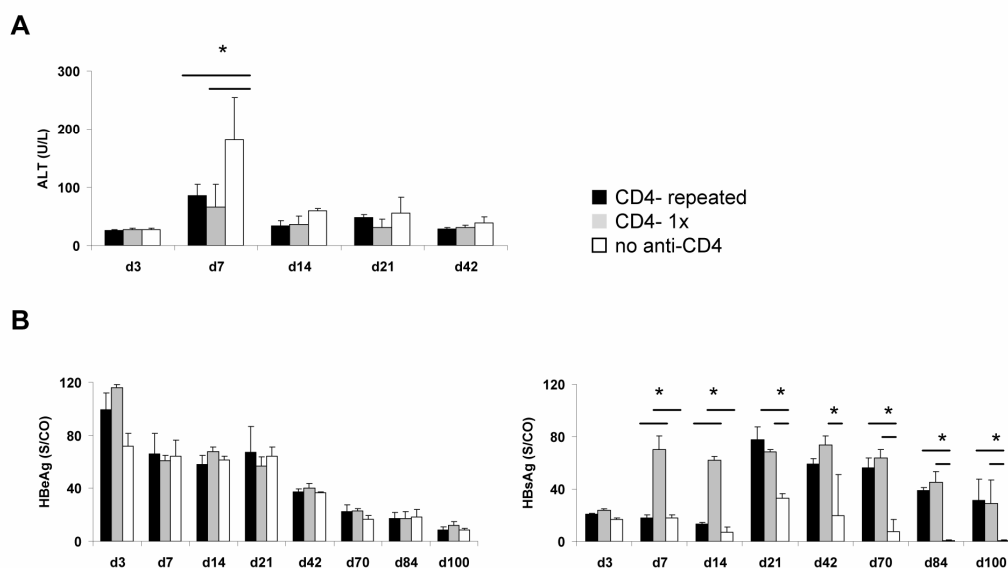 A
*
ALT (U/L)
300
200
100
0
d3 d7 d14 d21 d42
CD4- repeated
CD4- 1x
no anti-CD4
B
HBeAg (S/CO)
120
80
40
0
d3 d7 d14 d21 d42 d70 d84 d100
HBsAg (S/CO)
120
80
40
0
* * * * * * *
d3 d7 d14 d21 d42 d70 d84 d100